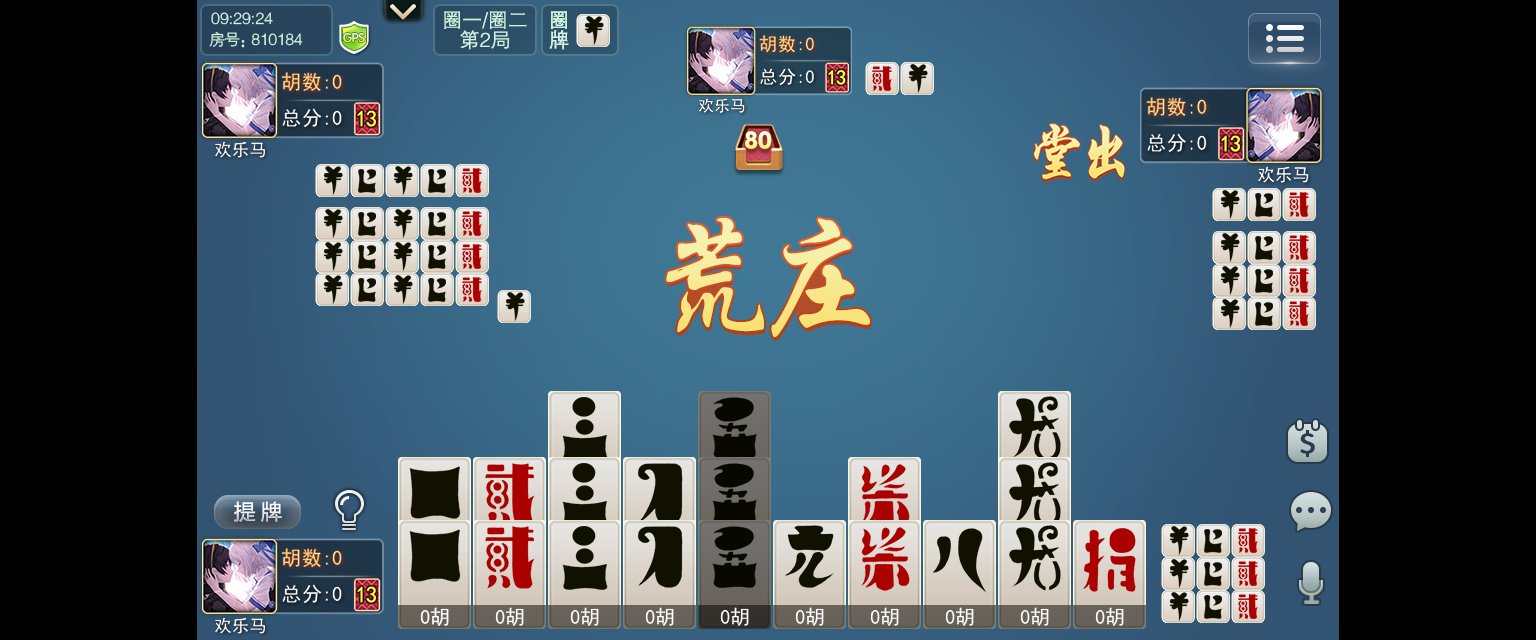 09:29:24
房号: 810184
GPS
圈一/圈二
第2局
圈牌
胡数:0
总分:0
13
欢乐马
胡数:0
总分:0
13
欢乐马
80
胡数:0
总分:0
13
欢乐马
堂出
荒庄
提牌
胡数:0
总分:0
13
欢乐马
0胡 0胡 0胡 0胡 0胡 0胡 0胡 0胡 0胡 0胡